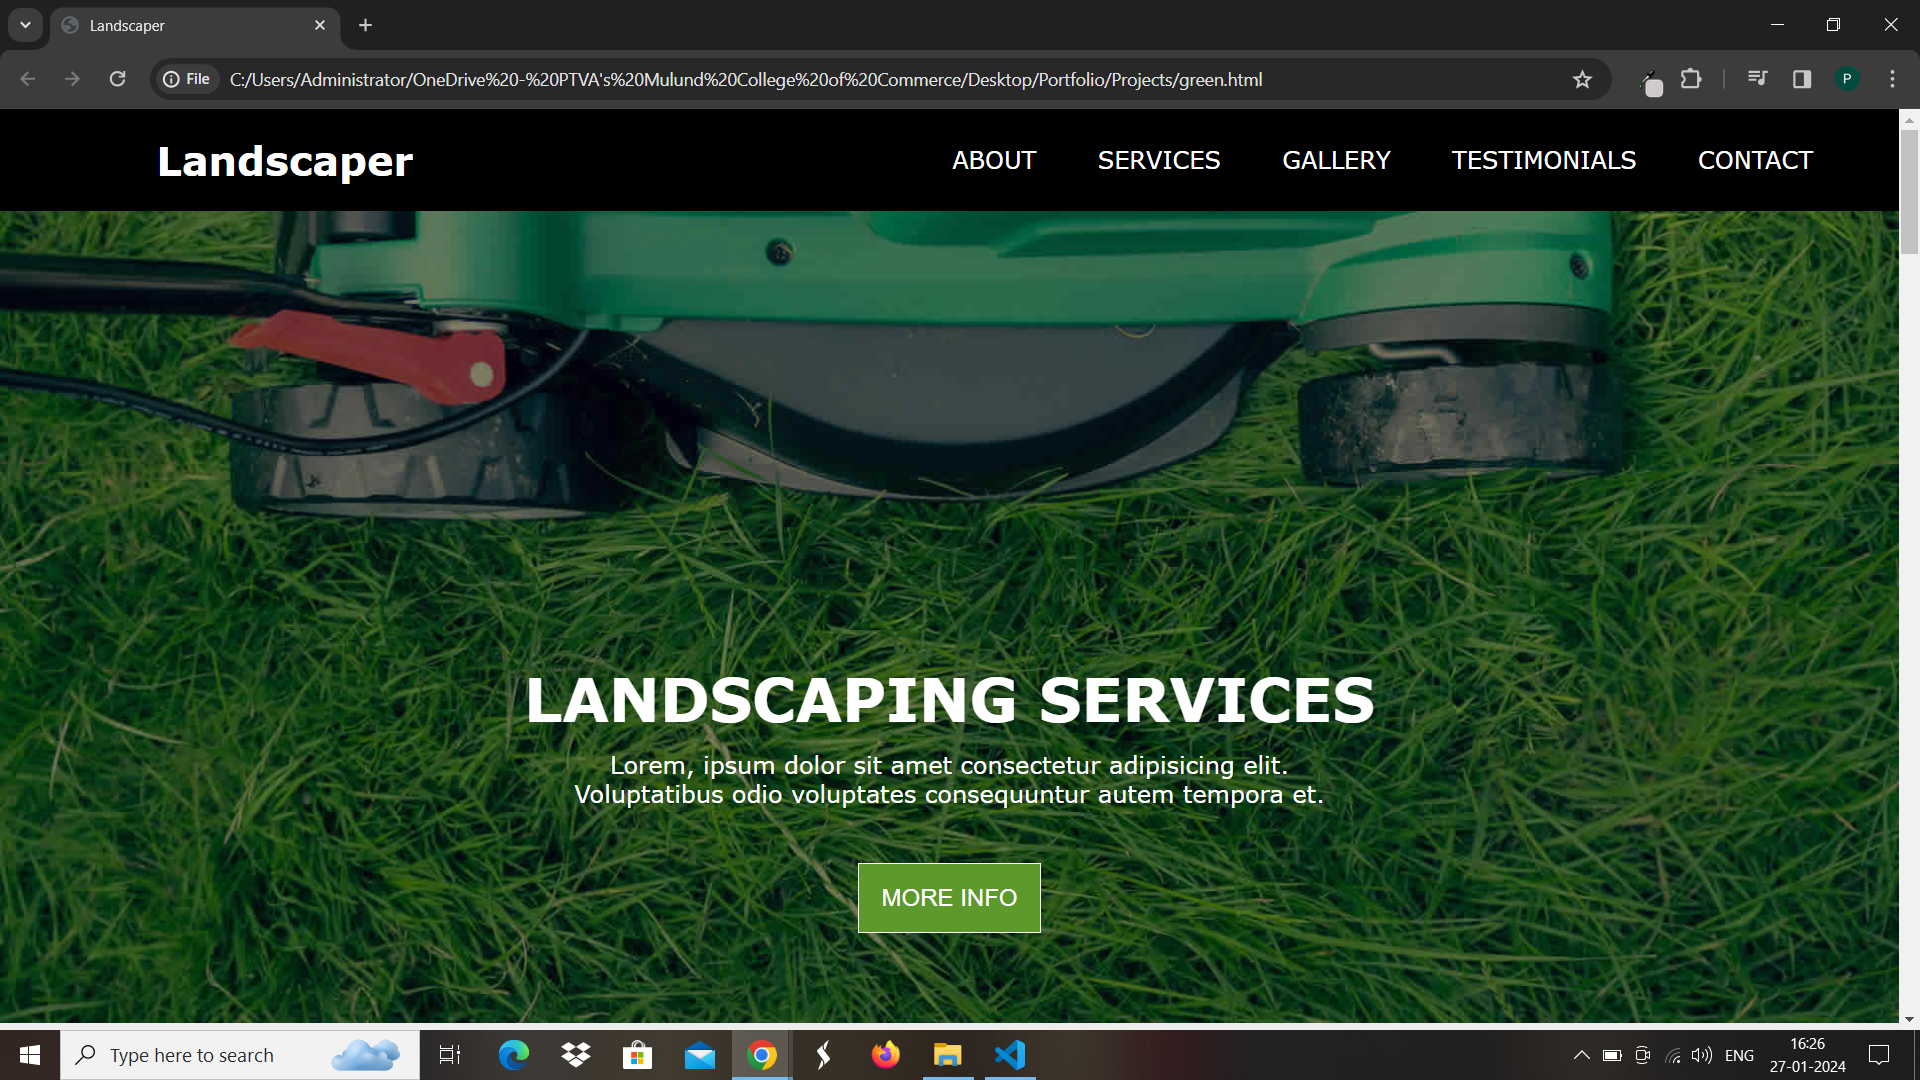 Landscaper
File
C:/Users/Administrator/OneDrive%20-%20PTVA's%20Mulund%20College%20of%20Commerce/Desktop/Portfolio/Projects/green.html
P
Landscaper
ABOUT SERVICES GALLERY TESTIMONIALS CONTACT
LANDSCAPING SERVICES
Lorem, ipsum dolor sit amet consectetur adipisicing elit.
Voluptatibus odio voluptates consequuntur autem tempora et.
MORE INFO
Type here to search
ENG
16:26
27-01-2024